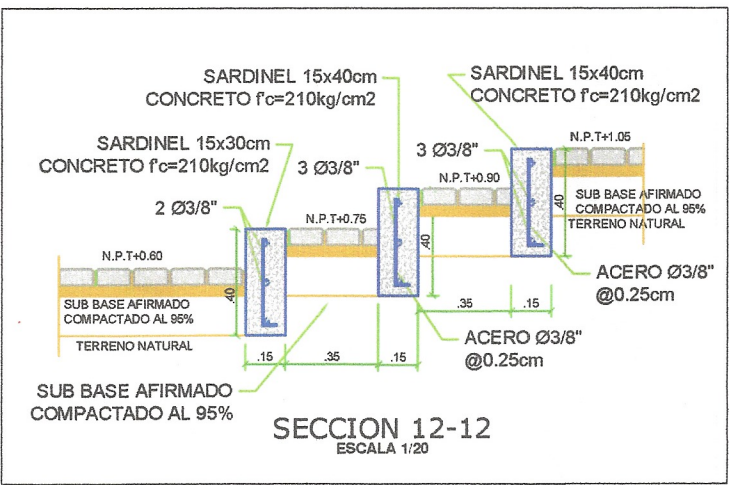 SARDINEL 15x40cm
CONCRETO f'c=210kg/cm2
SARDINEL 15x40cm
CONCRETO f'c=210kg/cm2
SARDINEL 15x30cm
CONCRETO f'c=210kg/cm2
3 Ø3/8"
3 Ø3/8"
N.P.T+1.05
N.P.T+0.90
2 Ø3/8"
N.P.T+0.75
.40
SUB BASE AFIRMADO
COMPACTADO AL 95%
TERRENO NATURAL
N.P.T+0.60
.40
.40
SUB BASE AFIRMADO
COMPACTADO AL 95%
TERRENO NATURAL
ACERO Ø3/8"
@0.25cm
.35
.15
.15
.35
.15
ACERO Ø3/8"
@0.25cm
SUB BASE AFIRMADO
COMPACTADO AL 95%
SECCION 12-12
ESCALA 1/20